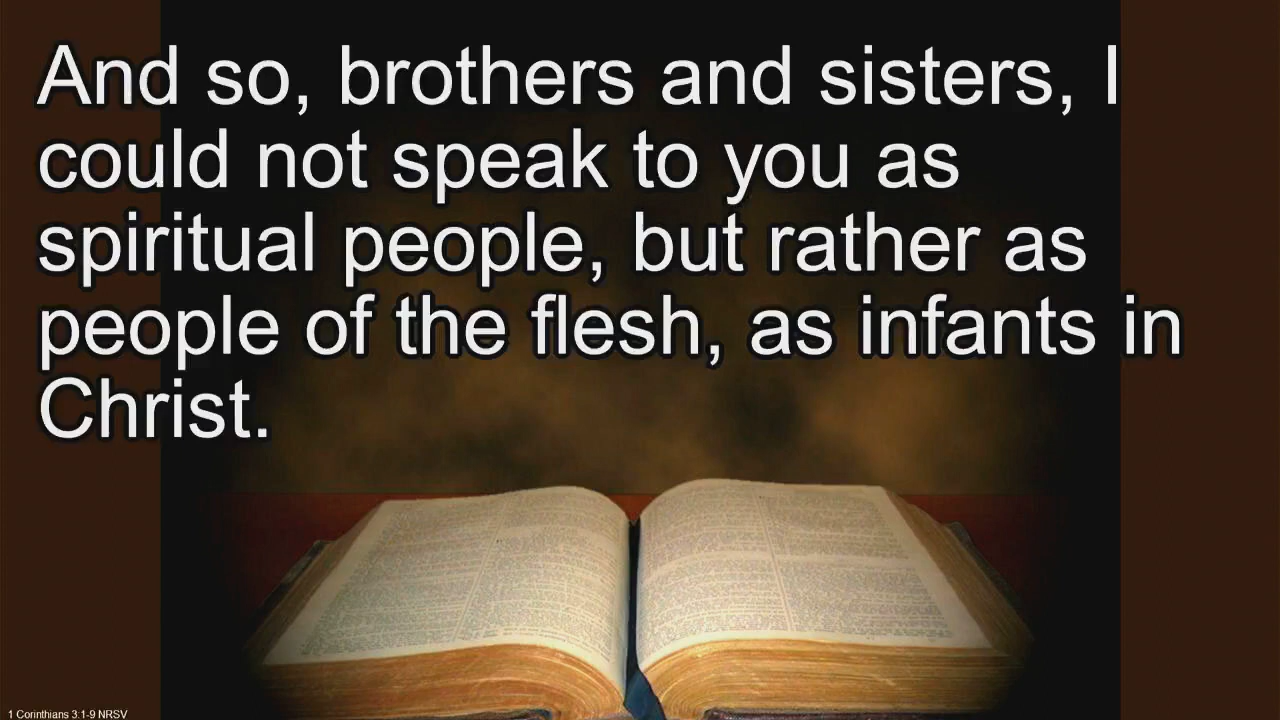 And so, brothers and sisters, I
could not speak to you as
spiritual people, but rather as
people of the flesh, as infants in
Christ.
1 Corinthians 3.1-9 NRSV